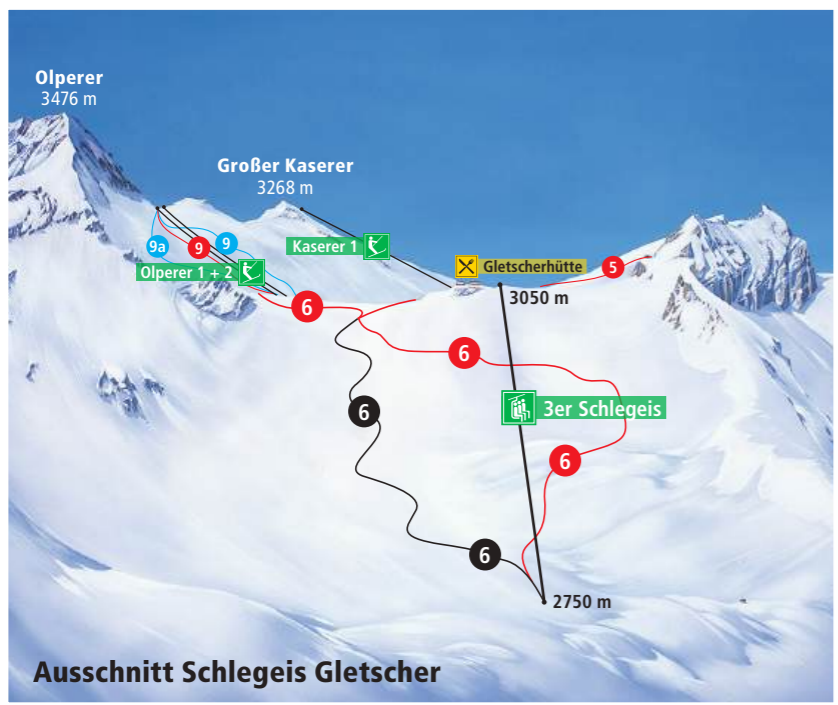 Olperer
3476 m
Großer Kaserer
3268 m
9a
9
9
Kaserer 1
Olperer 1 + 2
Gletscherhütte
5
3050 m
6
6
6
3er Schlegeis
6
6
2750 m
Ausschnitt Schlegeis Gletscher